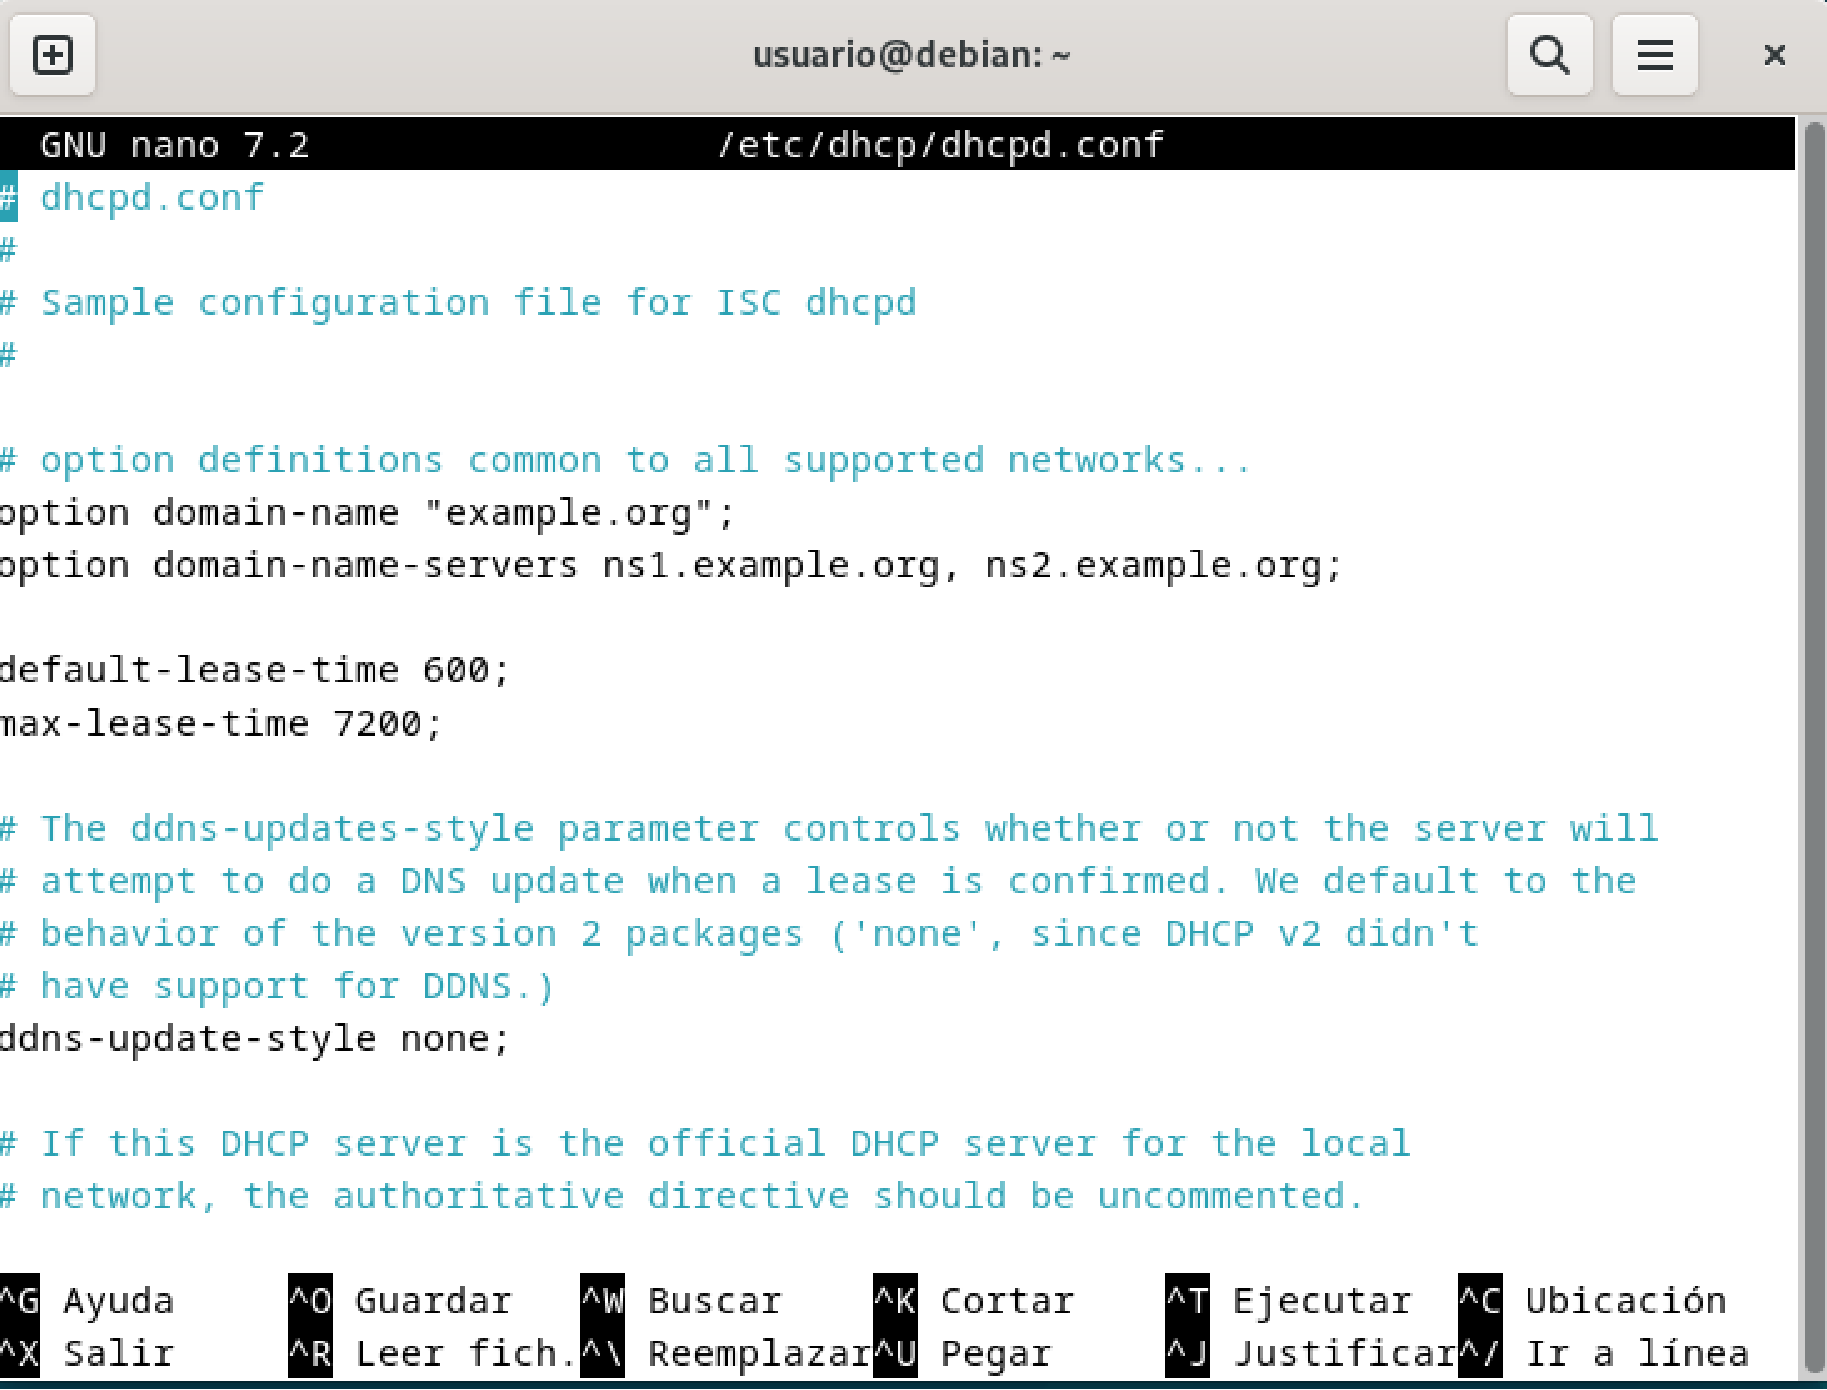 usuario@debian: ~
GNU nano 7.2 /etc/dhcp/dhcpd.conf
# dhcpd.conf
#
# Sample configuration file for ISC dhcpd
#
# option definitions common to all supported networks...
option domain-name "example.org";
option domain-name-servers ns1.example.org, ns2.example.org;
default-lease-time 600;
max-lease-time 7200;
# The ddns-updates-style parameter controls whether or not the server will
# attempt to do a DNS update when a lease is confirmed. We default to the
# behavior of the version 2 packages ('none', since DHCP v2 didn't
# have support for DDNS.)
ddns-update-style none;
# If this DHCP server is the official DHCP server for the local
# network, the authoritative directive should be uncommented.
^G Ayuda ^O Guardar ^W Buscar ^K Cortar ^T Ejecutar ^C Ubicación
^X Salir ^R Leer fich. ^\ Reemplazar ^U Pegar ^J Justificar ^/ Ir a línea